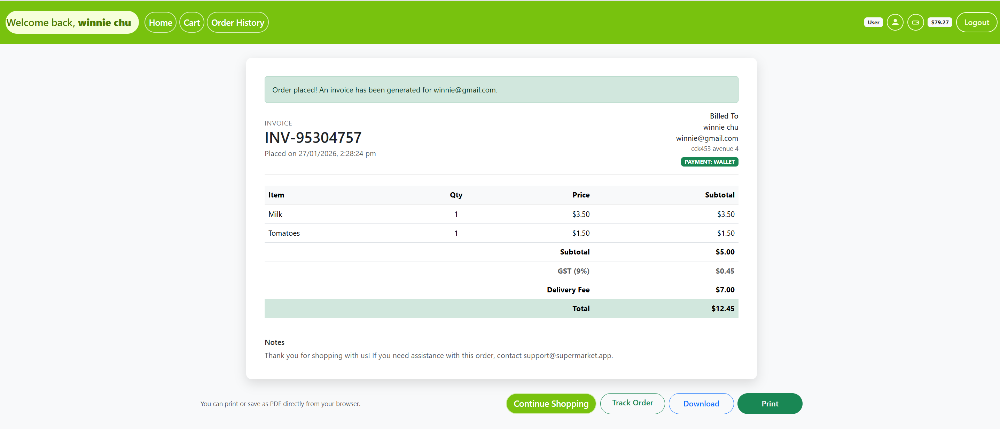 Welcome back, winnie chu Home Cart Order History User $79.27 Logout
Order placed! An invoice has been generated for winnie@gmail.com.
INVOICE
INV-95304757
Placed on 27/01/2026, 2:28:24 pm
Billed To
winnie chu
winnie@gmail.com
cck453 avenue 4
PAYMENT: WALLET
Item Qty Price Subtotal
Milk 1 $3.50 $3.50
Tomatoes 1 $1.50 $1.50
Subtotal $5.00
GST (9%) $0.45
Delivery Fee $7.00
Total $12.45
Notes
Thank you for shopping with us! If you need assistance with this order, contact support@supermarket.app.
You can print or save as PDF directly from your browser. Continue Shopping Track Order Download Print